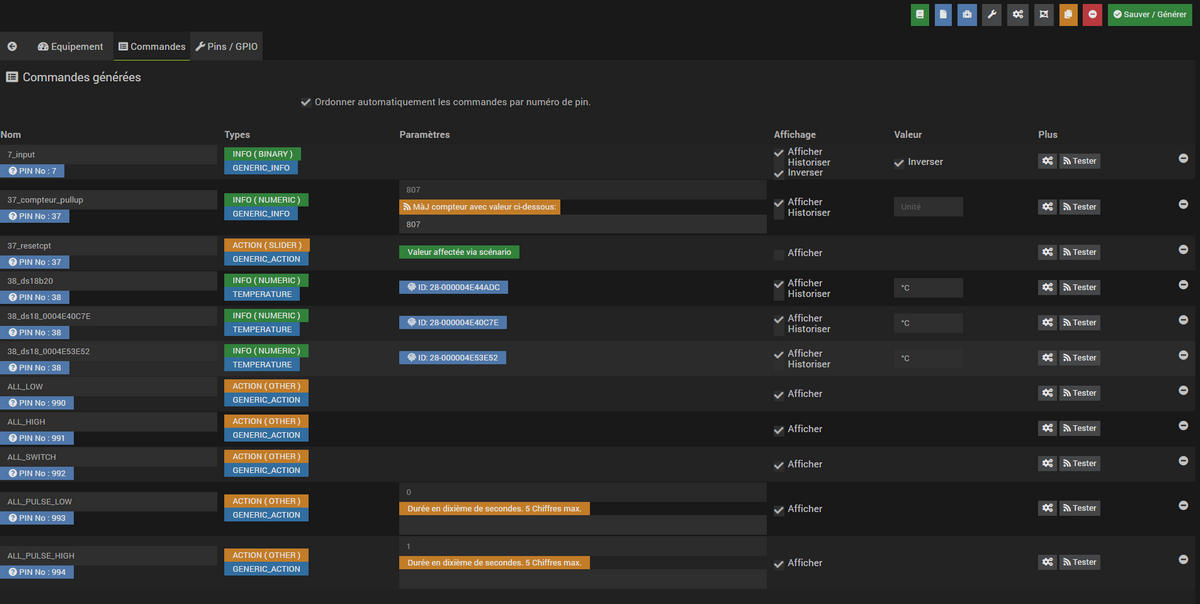 Sauver / Générer
Equipement Commandes Pins / GPIO
Commandes générées
Ordonner automatiquement les commandes par numéro de pin.
Nom Types Paramètres Affichage Valeur Plus
7_input INFO ( BINARY ) Afficher
Historiser Inverser Tester
PIN No : 7 GENERIC_INFO Inverser
807
37_compteur_pullup INFO ( NUMERIC ) MàJ compteur avec valeur ci-dessous: Afficher Unité Tester
PIN No : 37 GENERIC_INFO Historiser
807
37_resetcpt ACTION ( SLIDER ) Valeur affectée via scénario Afficher Tester
PIN No : 37 GENERIC_ACTION
38_ds18b20 INFO ( NUMERIC ) ID: 28-000004E44ADC Afficher °C Tester
PIN No : 38 TEMPERATURE Historiser
38_ds18_0004E40C7E INFO ( NUMERIC ) ID: 28-000004E40C7E Afficher °C Tester
PIN No : 38 TEMPERATURE Historiser
38_ds18_0004E53E52 INFO ( NUMERIC ) ID: 28-000004E53E52 Afficher °C Tester
PIN No : 38 TEMPERATURE Historiser
ALL_LOW ACTION ( OTHER ) Afficher Tester
PIN No : 990 GENERIC_ACTION
ALL_HIGH ACTION ( OTHER ) Afficher Tester
PIN No : 991 GENERIC_ACTION
ALL_SWITCH ACTION ( OTHER ) Afficher Tester
PIN No : 992 GENERIC_ACTION
0
ALL_PULSE_LOW ACTION ( OTHER ) Durée en dixième de secondes. 5 Chiffres max. Afficher Tester
PIN No : 993 GENERIC_ACTION
1
ALL_PULSE_HIGH ACTION ( OTHER ) Durée en dixième de secondes. 5 Chiffres max. Afficher Tester
PIN No : 994 GENERIC_ACTION